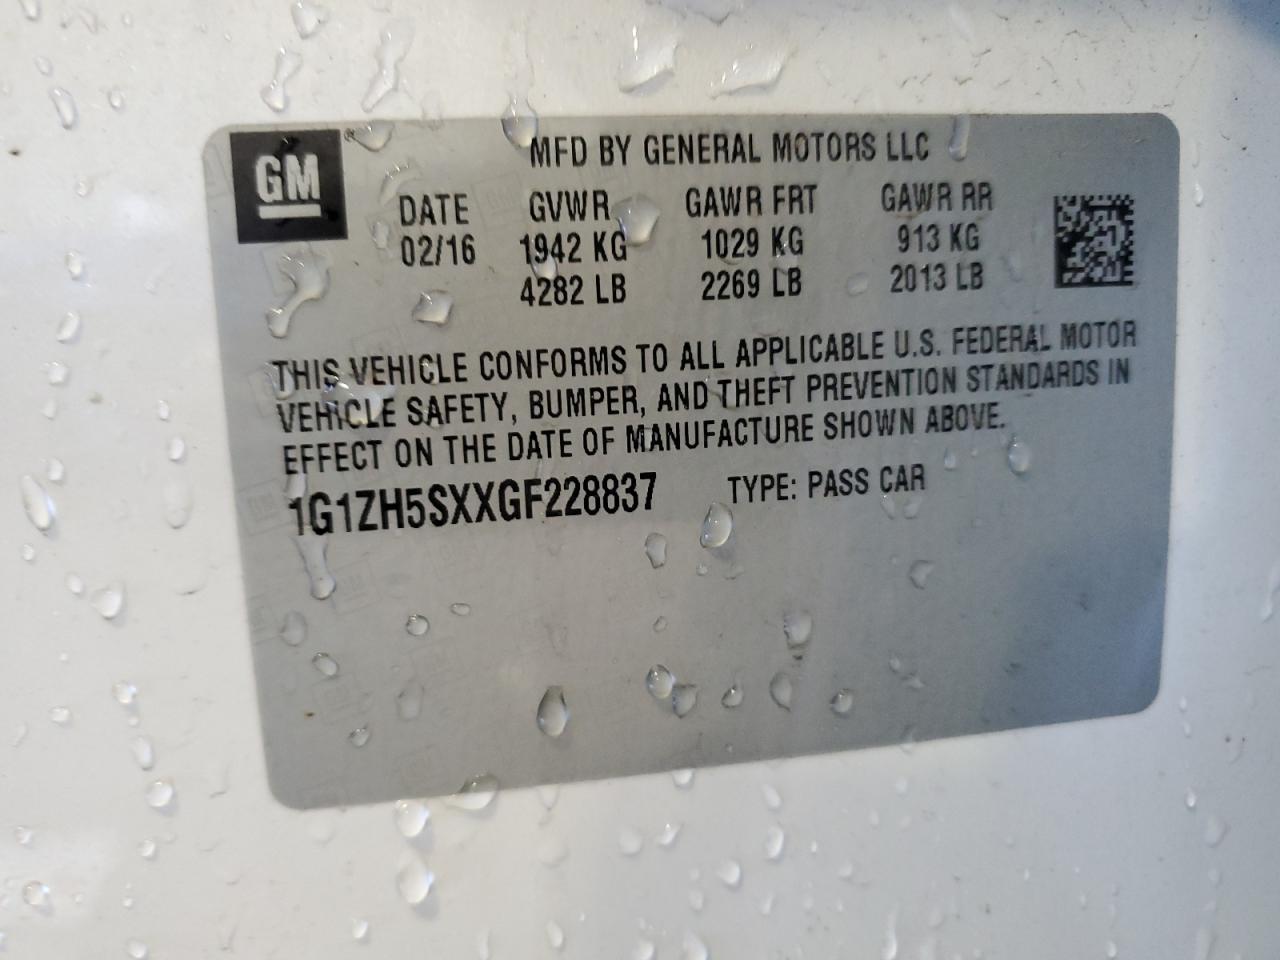 GM®
MFD BY GENERAL MOTORS LLC
DATE GVWR GAWR FRT GAWR RR
02/16 1942 KG 1029 KG 913 KG
4282 LB 2269 LB 2013 LB
THIS VEHICLE CONFORMS TO ALL APPLICABLE U.S. FEDERAL MOTOR
VEHICLE SAFETY, BUMPER, AND THEFT PREVENTION STANDARDS IN
EFFECT ON THE DATE OF MANUFACTURE SHOWN ABOVE.
1G1ZH5SXXGF228837 TYPE: PASS CAR